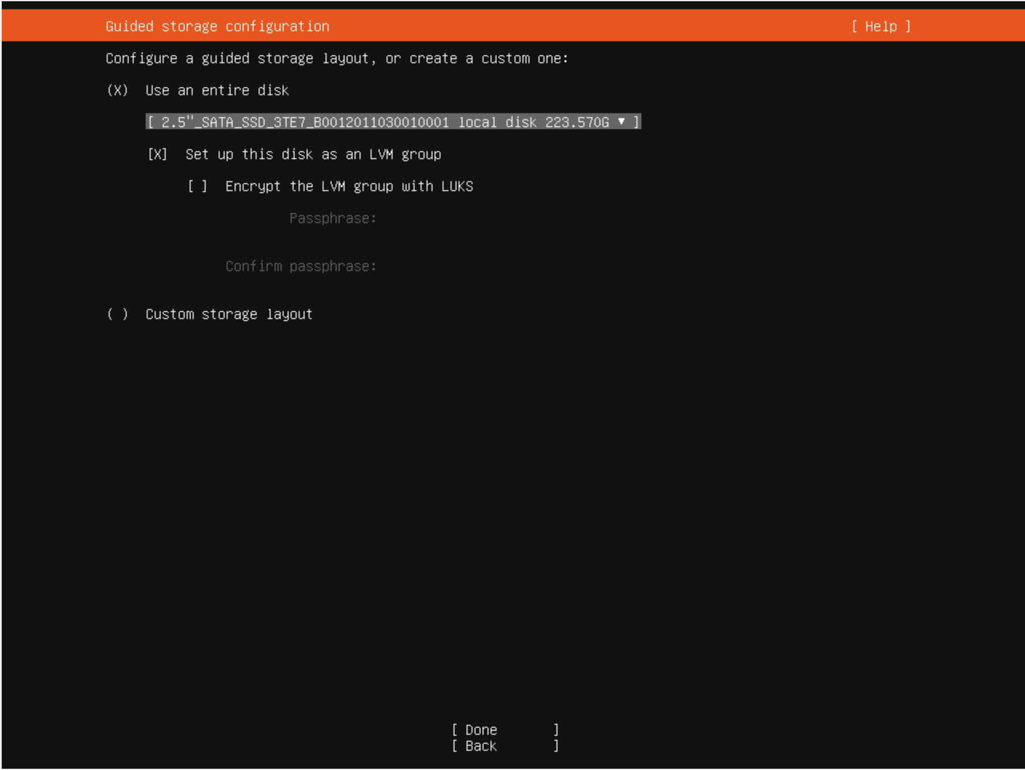 Guided storage configuration [ Help ]
Configure a guided storage layout, or create a custom one:
(X) Use an entire disk
[ 2.5"_SATA_SSD_3TE7_B0012011030010001 local disk 223.570G ▾ ]
[X] Set up this disk as an LVM group
[ ] Encrypt the LVM group with LUKS
Passphrase:
Confirm passphrase:
( ) Custom storage layout
[ Done ]
[ Back ]